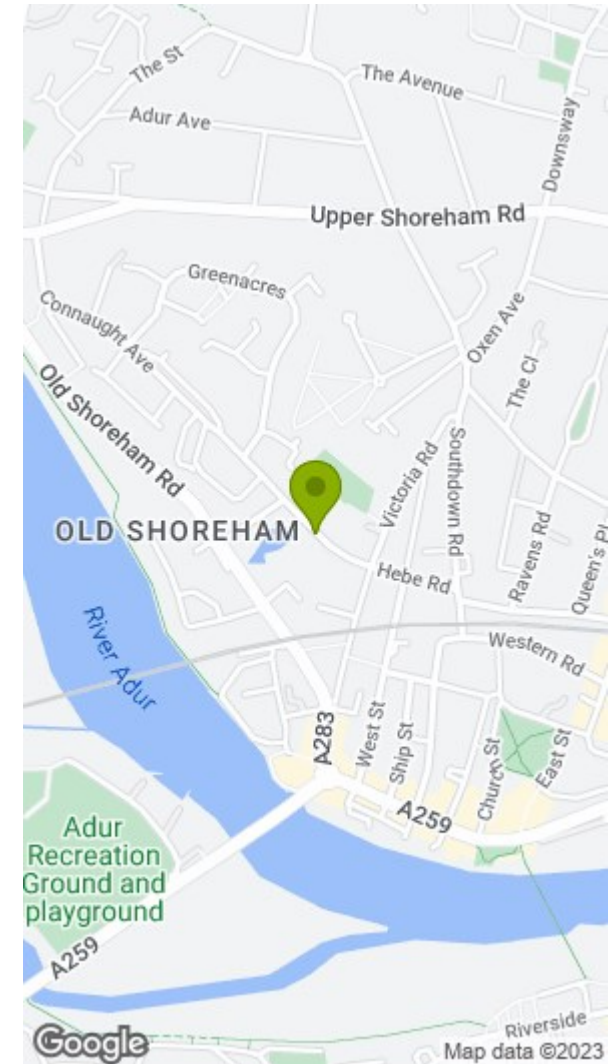 The St
The Avenue
Adur Ave
Downsway
Upper Shoreham Rd
Greenacres
Connaught Ave
Oxen Ave
The Cl
Old Shoreham Rd
Victoria Rd
Southdown Rd
Ravens Rd
Queen's Pl
OLD SHOREHAM
Hebe Rd
River Adur
Western Rd
A283
West St
Ship St
Church St
East St
A259
Adur
Recreation
Ground and
playground
A259
Riverside
Google
Map data ©2023